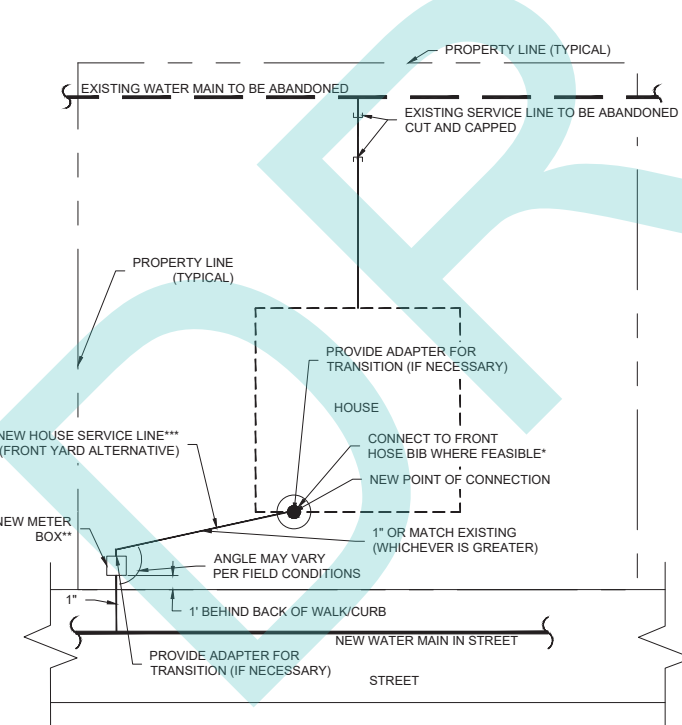 PROPERTY LINE (TYPICAL)
EXISTING WATER MAIN TO BE ABANDONED
EXISTING SERVICE LINE TO BE ABANDONED
CUT AND CAPPED
PROPERTY LINE
(TYPICAL)
PROVIDE ADAPTER FOR
TRANSITION (IF NECESSARY)
HOUSE
NEW HOUSE SERVICE LINE***
(FRONT YARD ALTERNATIVE)
CONNECT TO FRONT
HOSE BIB WHERE FEASIBLE*
NEW POINT OF CONNECTION
NEW METER
BOX**
1" OR MATCH EXISTING
(WHICHEVER IS GREATER)
ANGLE MAY VARY
PER FIELD CONDITIONS
1"
1' BEHIND BACK OF WALK/CURB
NEW WATER MAIN IN STREET
PROVIDE ADAPTER FOR
TRANSITION (IF NECESSARY)
STREET
DR